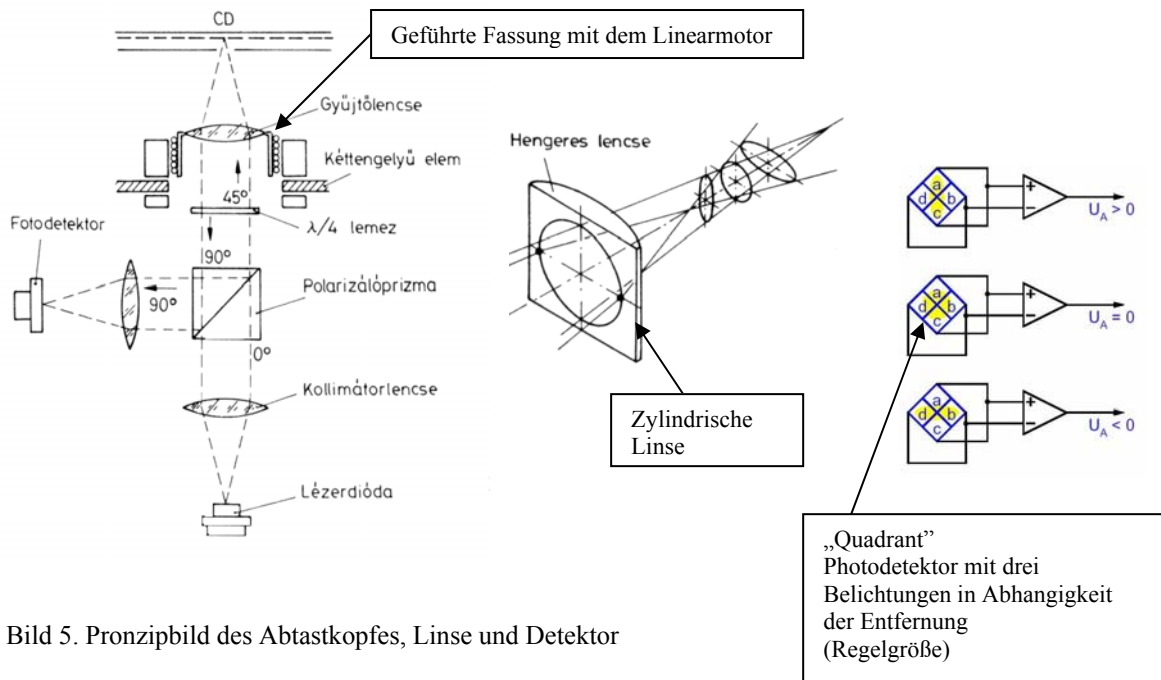 CD
Geführte Fassung mit dem Linearmotor
Gyűjtőlencse
Kéttengelyű elem
45°
λ/4 lemez
Fotodetektor
90°
90°
Polarizálóprizma
0°
Kollimátorlencse
Lézerdióda
Hengeres lencse
Zylindrische
Linse
a
d b
c
+
−
U_A > 0
a
d b
c
+
−
U_A = 0
a
d b
c
+
−
U_A < 0
„Quadrant”
Photodetektor mit drei
Belichtungen in Abhangigkeit
der Entfernung
(Regelgröße)
Bild 5. Pronzipbild des Abtastkopfes, Linse und Detektor